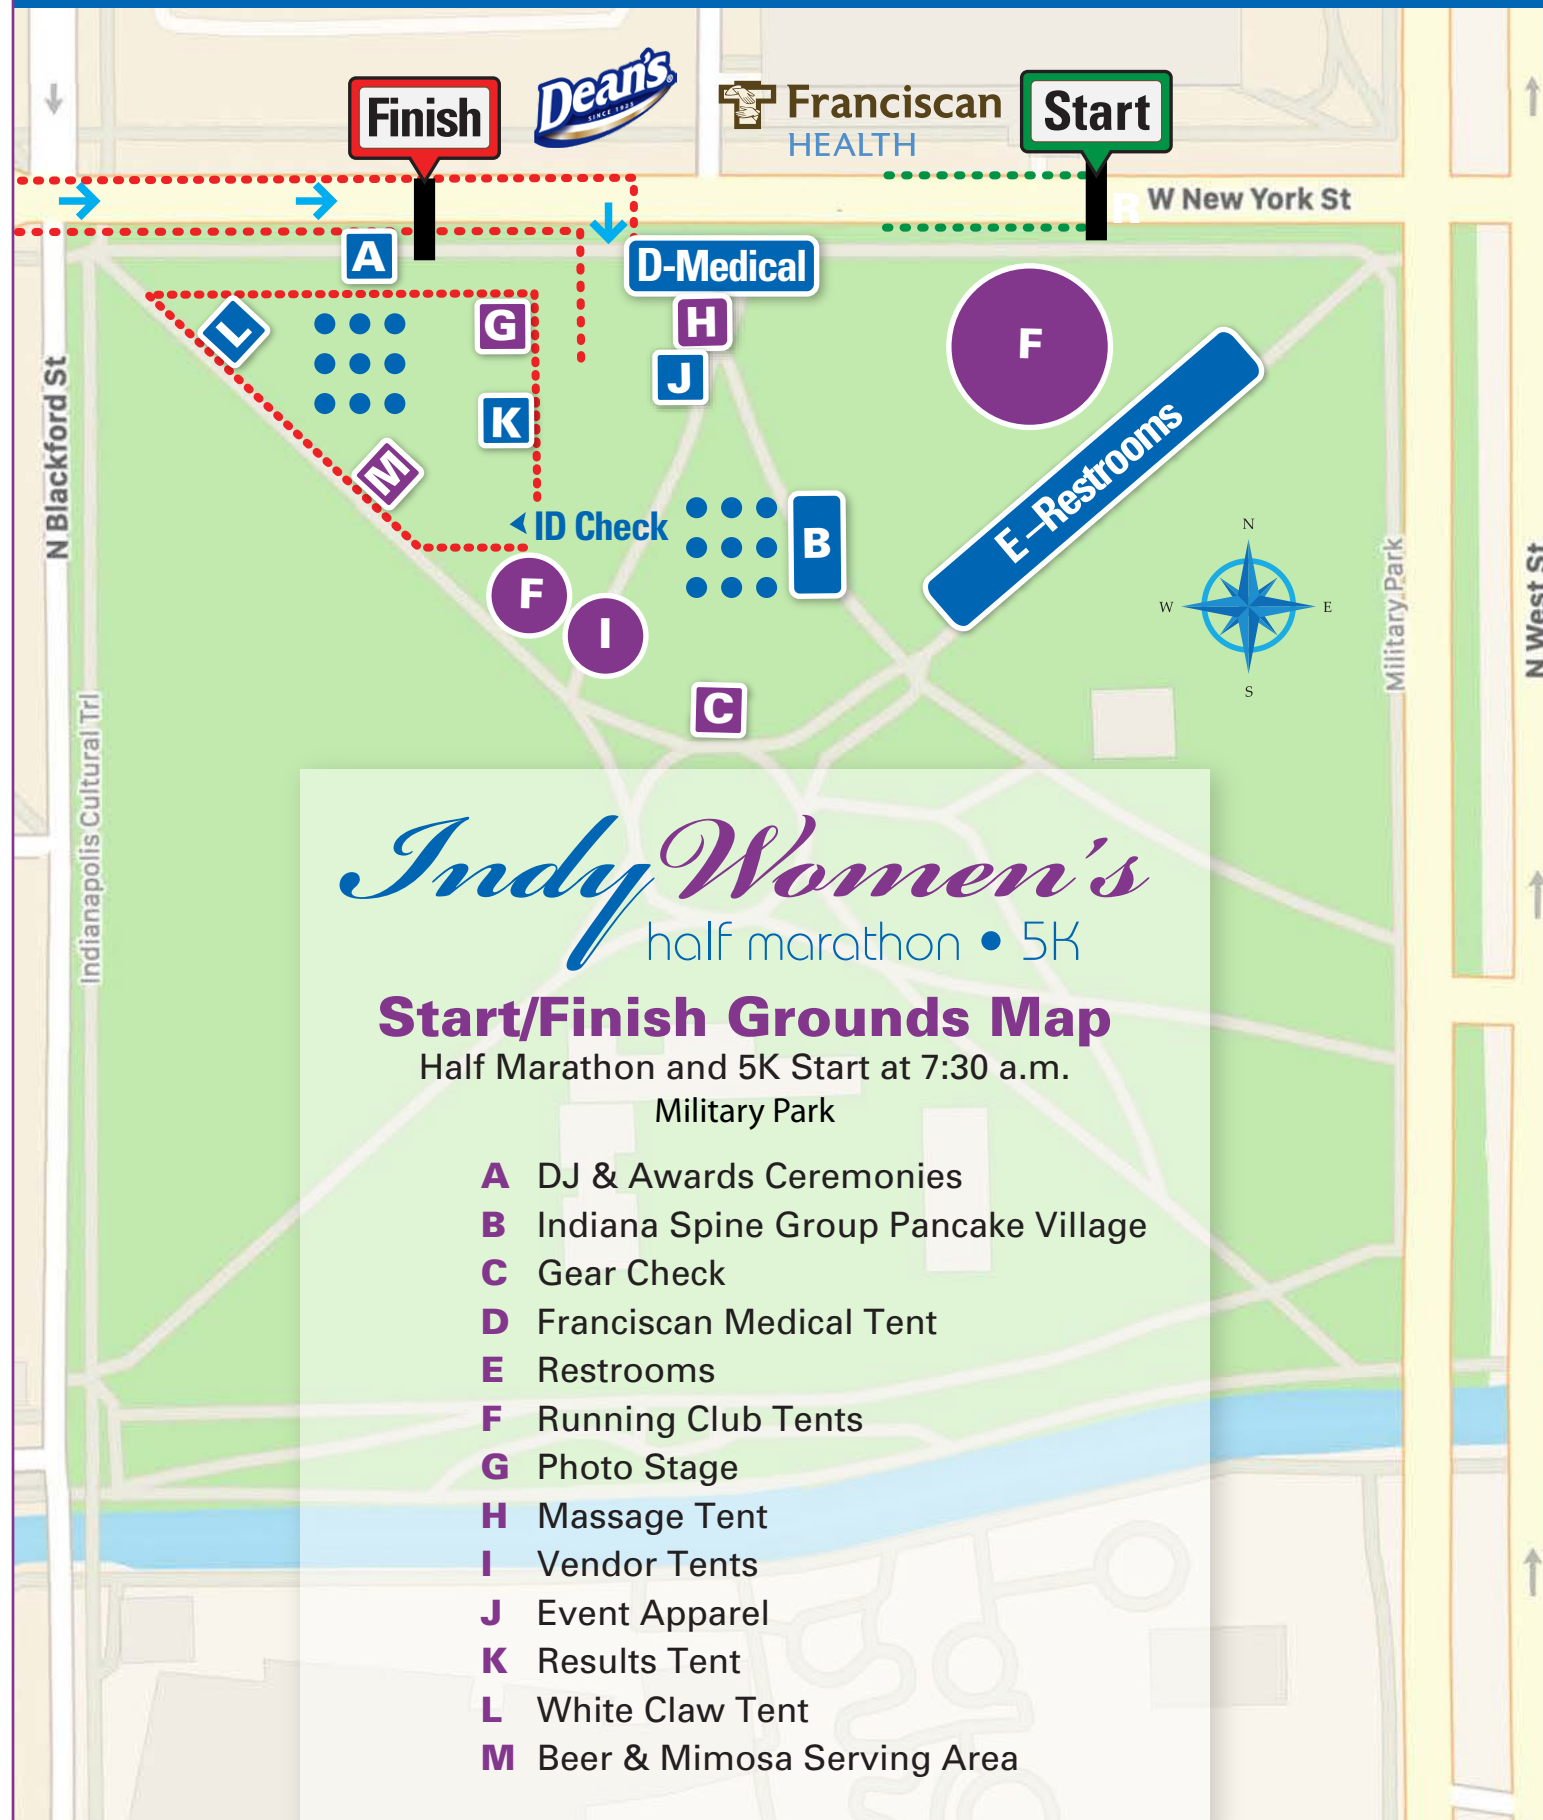 Finish
Dean's
SINCE 1925
Franciscan
HEALTH
Start
R
W New York St
A
D-Medical
L
G
H
F
J
K
N Blackford St
M
E–Restrooms
ID Check
B
N
W
E
S
Military Park
N West St
F
I
C
Indianapolis Cultural Trl
Indy Women's
half marathon • 5K
Start/Finish Grounds Map
Half Marathon and 5K Start at 7:30 a.m.
Military Park
A DJ & Awards Ceremonies
B Indiana Spine Group Pancake Village
C Gear Check
D Franciscan Medical Tent
E Restrooms
F Running Club Tents
G Photo Stage
H Massage Tent
I Vendor Tents
J Event Apparel
K Results Tent
L White Claw Tent
M Beer & Mimosa Serving Area